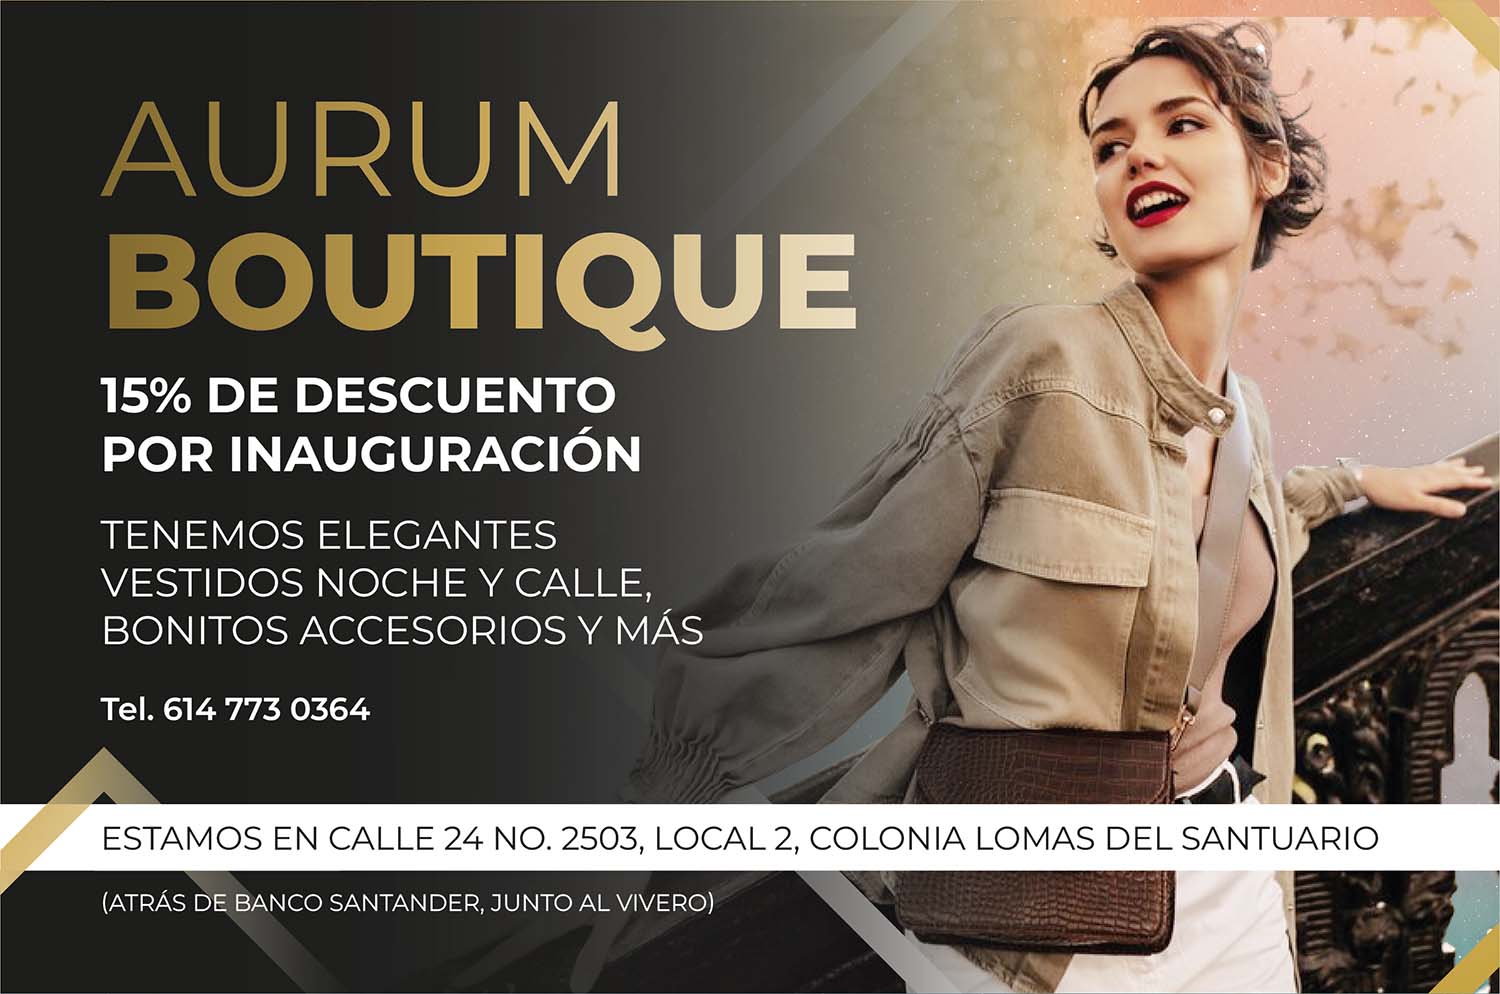 AURUM
BOUTIQUE
15% DE DESCUENTO
POR INAUGURACIÓN
TENEMOS ELEGANTES
VESTIDOS NOCHE Y CALLE,
BONITOS ACCESORIOS Y MÁS
Tel. 614 773 0364
ESTAMOS EN CALLE 24 NO. 2503, LOCAL 2, COLONIA LOMAS DEL SANTUARIO
(ATRÁS DE BANCO SANTANDER, JUNTO AL VIVERO)